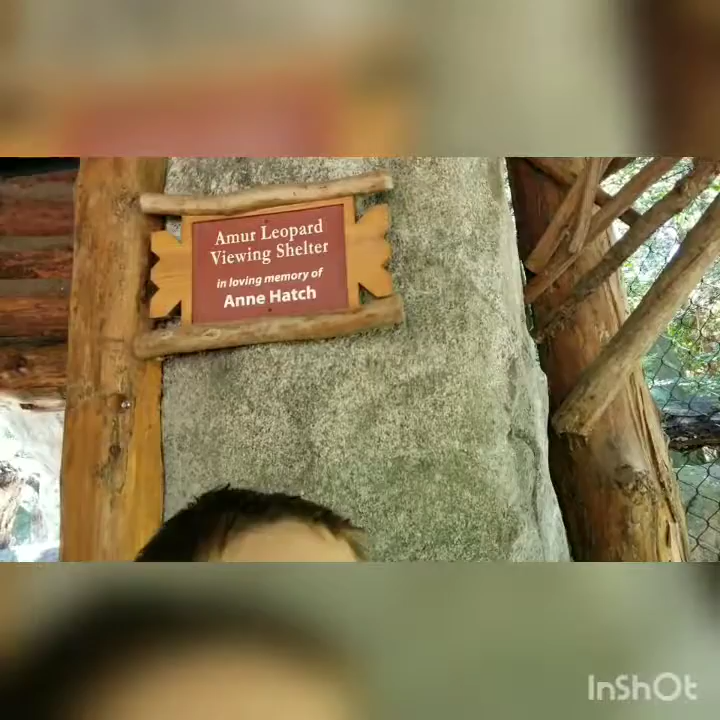 Amur Leopard
Viewing Shelter
in loving memory of
Anne Hatch
InShOt